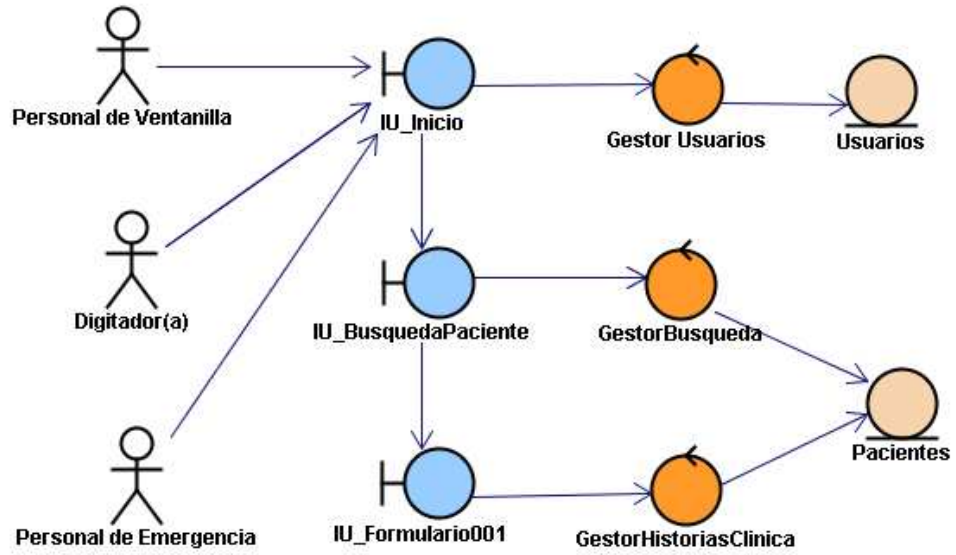 Personal de Ventanilla
IU_Inicio
Gestor Usuarios
Usuarios
Digitador(a)
IU_BusquedaPaciente
GestorBusqueda
Pacientes
Personal de Emergencia
IU_Formulario001
GestorHistoriasClinica